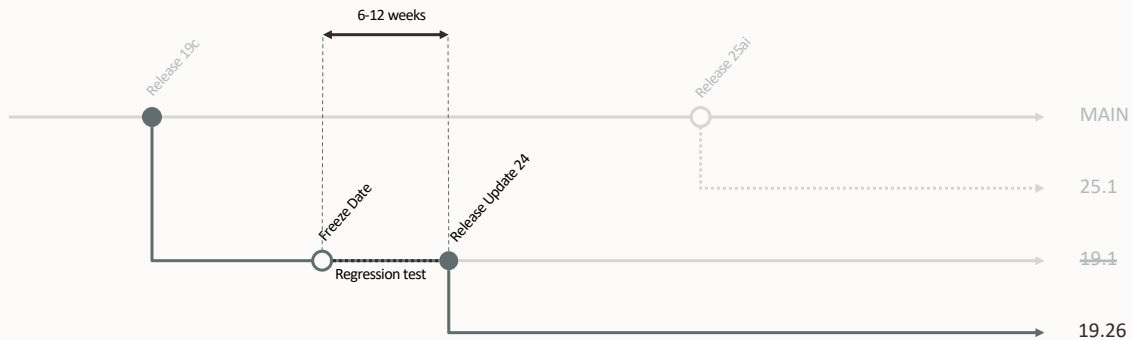 6-12 weeks
Release 19c
Release 25ai
MAIN
25.1
Freeze Date
Release Update 24
19.1
Regression test
19.26